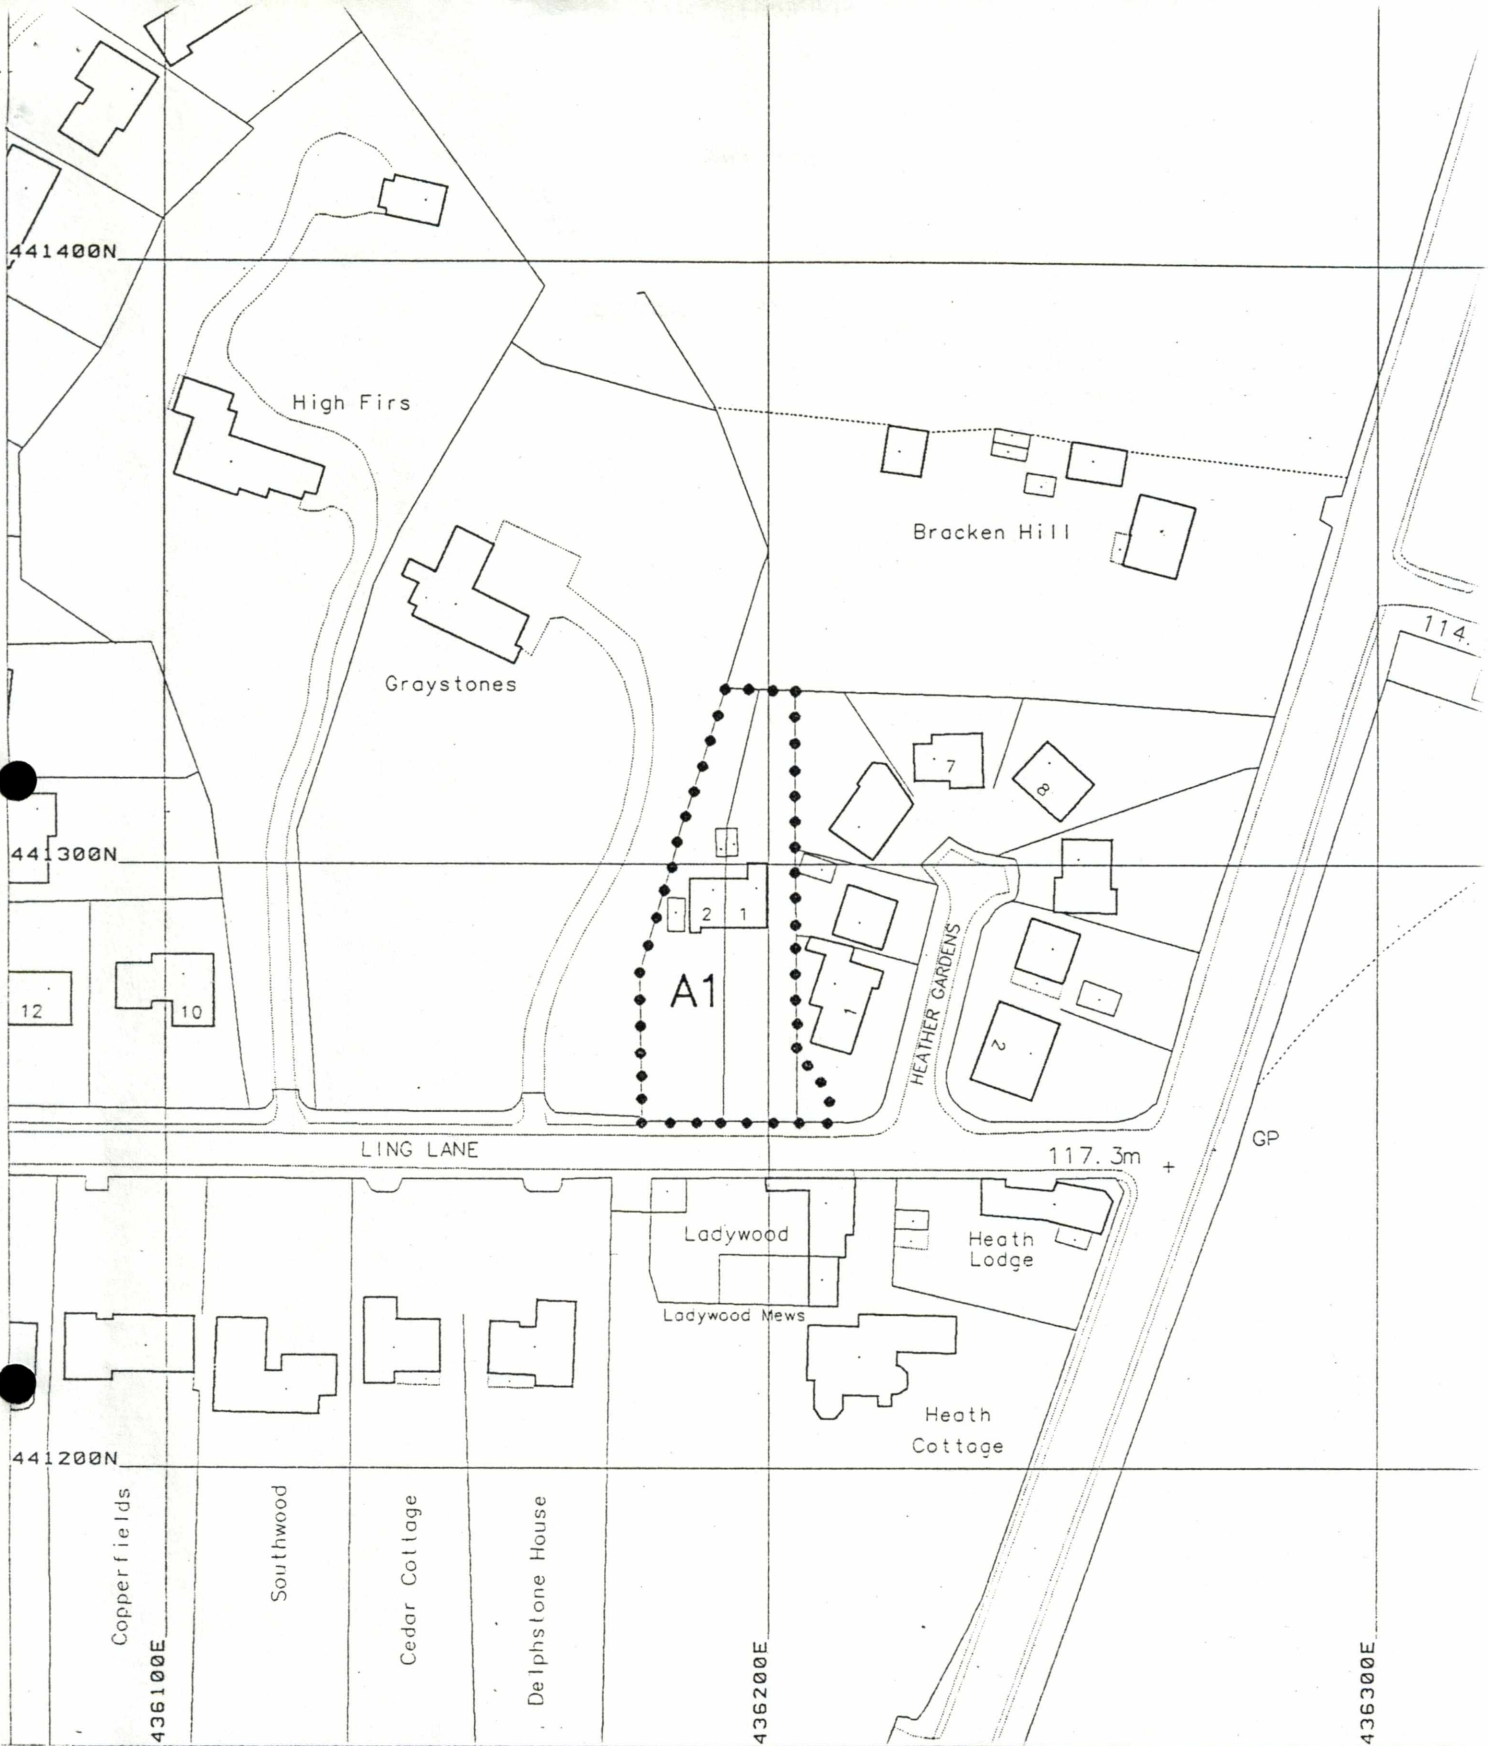 441400N
High Firs
Bracken Hill
114.
Graystones
7
8
441300N
2
1
HEATHER GARDENS
A1
1
12
10
2
LING LANE
117.3m
GP
Ladywood
Heath
Lodge
Ladywood Mews
Heath
Cottage
441200N
Copperfields
Southwood
Cedar Cottage
Delphstone House
436100E
436200E
436300E